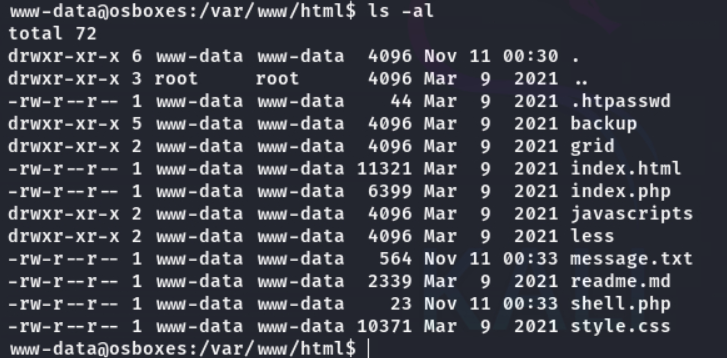 www-data@osboxes:/var/www/html$ ls -al
total 72
drwxr-xr-x 6 www-data www-data  4096 Nov 11 00:30 .
drwxr-xr-x 3 root     root      4096 Mar  9  2021 ..
-rw-r--r-- 1 www-data www-data    44 Mar  9  2021 .htpasswd
drwxr-xr-x 5 www-data www-data  4096 Mar  9  2021 backup
drwxr-xr-x 2 www-data www-data  4096 Mar  9  2021 grid
-rw-r--r-- 1 www-data www-data 11321 Mar  9  2021 index.html
-rw-r--r-- 1 www-data www-data  6399 Mar  9  2021 index.php
drwxr-xr-x 2 www-data www-data  4096 Mar  9  2021 javascripts
drwxr-xr-x 2 www-data www-data  4096 Mar  9  2021 less
-rw-r--r-- 1 www-data www-data   564 Nov 11 00:33 message.txt
-rw-r--r-- 1 www-data www-data  2339 Mar  9  2021 readme.md
-rw-r--r-- 1 www-data www-data    23 Nov 11 00:33 shell.php
-rw-r--r-- 1 www-data www-data 10371 Mar  9  2021 style.css
www-data@osboxes:/var/www/html$